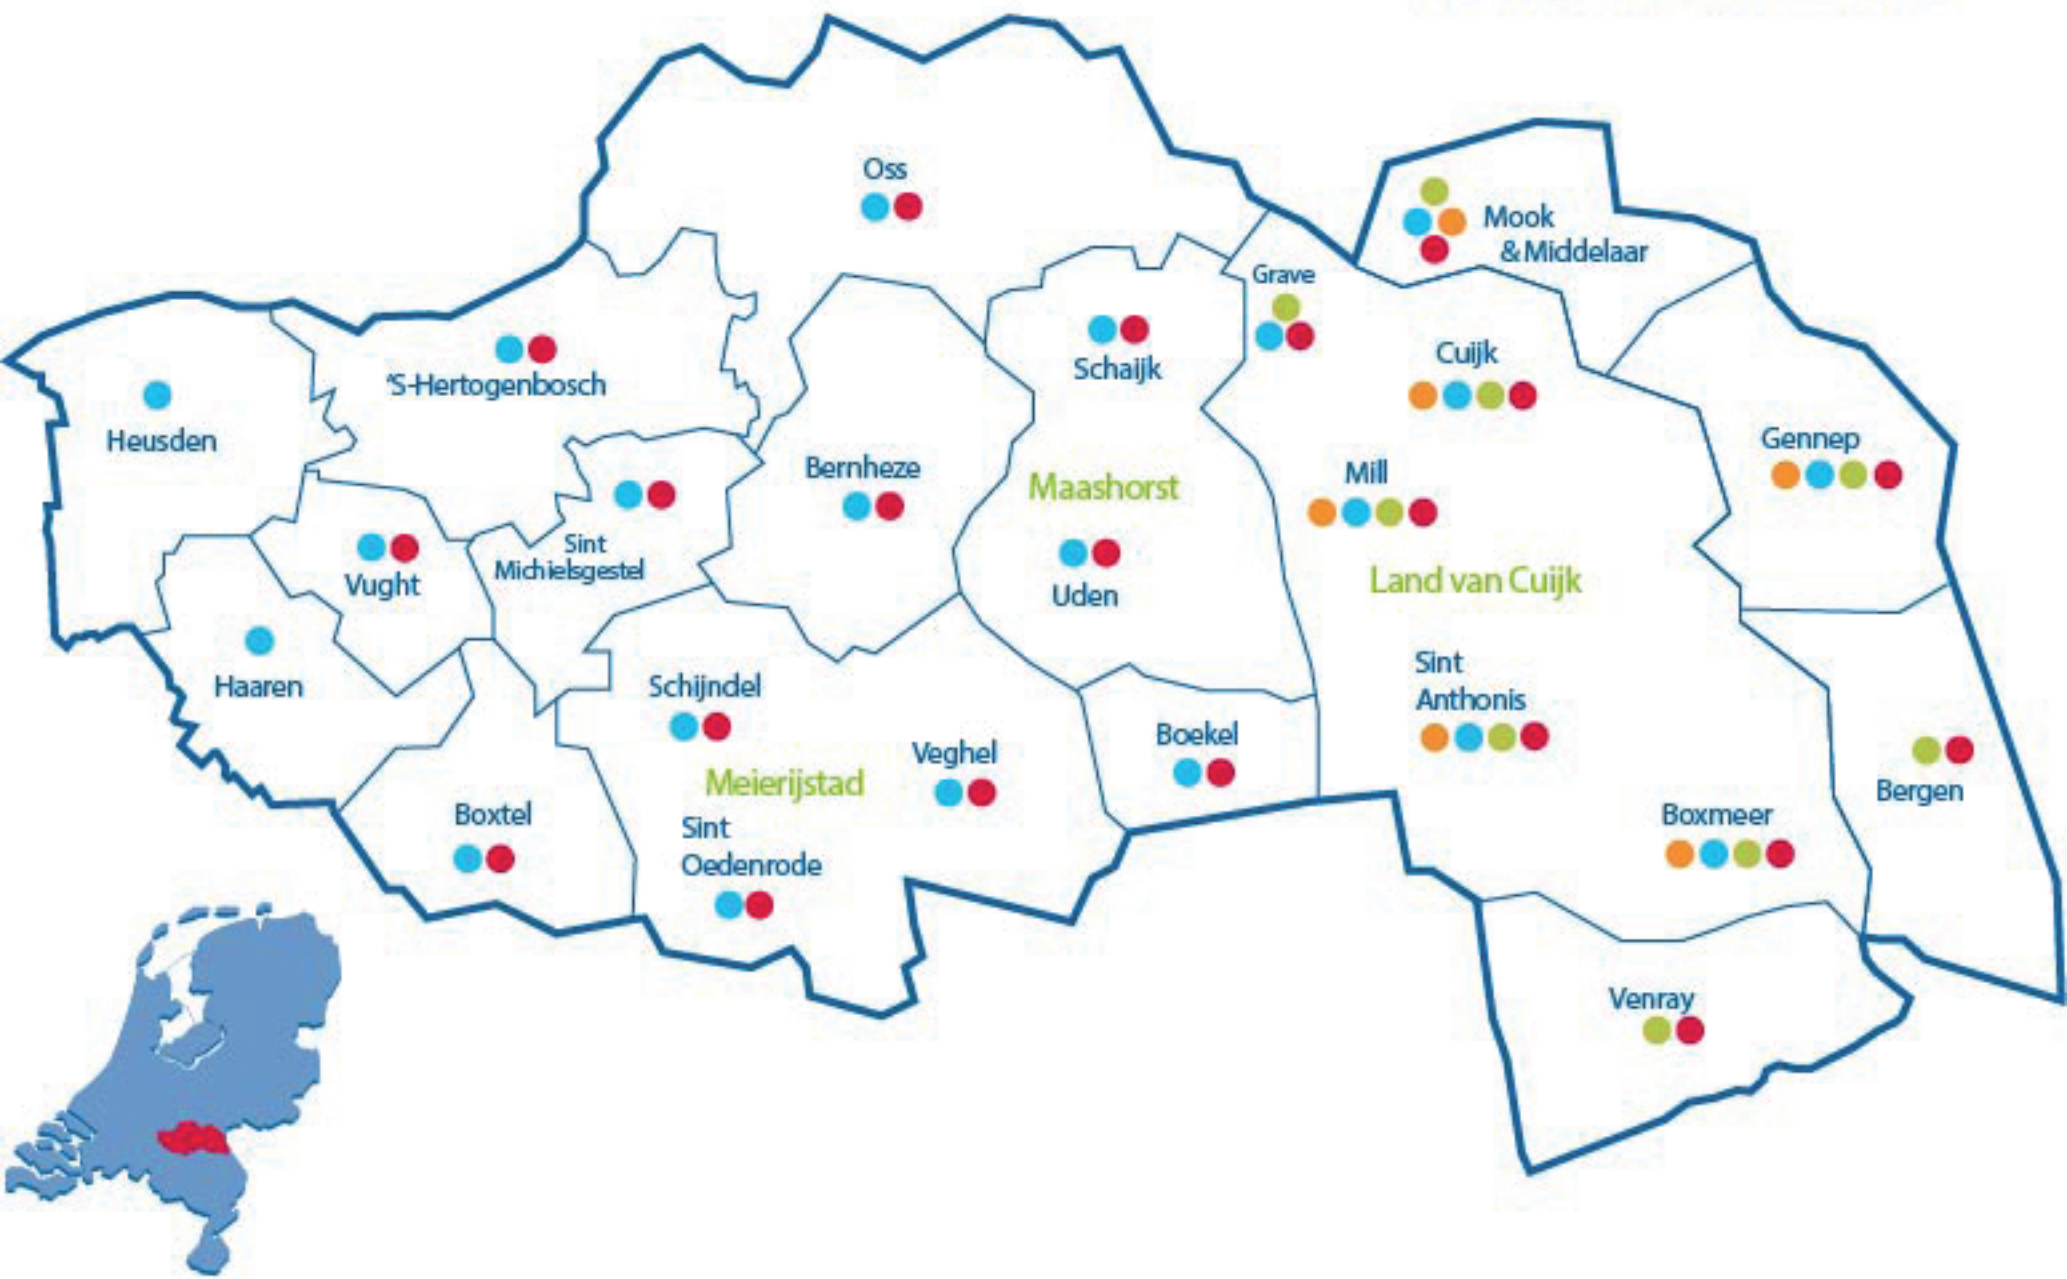 Oss
Mook
& Middelaar
Grave
'S-Hertogenbosch
Schaijk
Cuijk
Heusden
Gennep
Bernheze
Mill
Maashorst
Sint
Michielsgestel
Vught
Uden
Land van Cuijk
Haaren
Schijndel
Sint
Anthonis
Boekel
Veghel
Meierijstad
Bergen
Boxtel
Sint
Oedenrode
Boxmeer
Venray